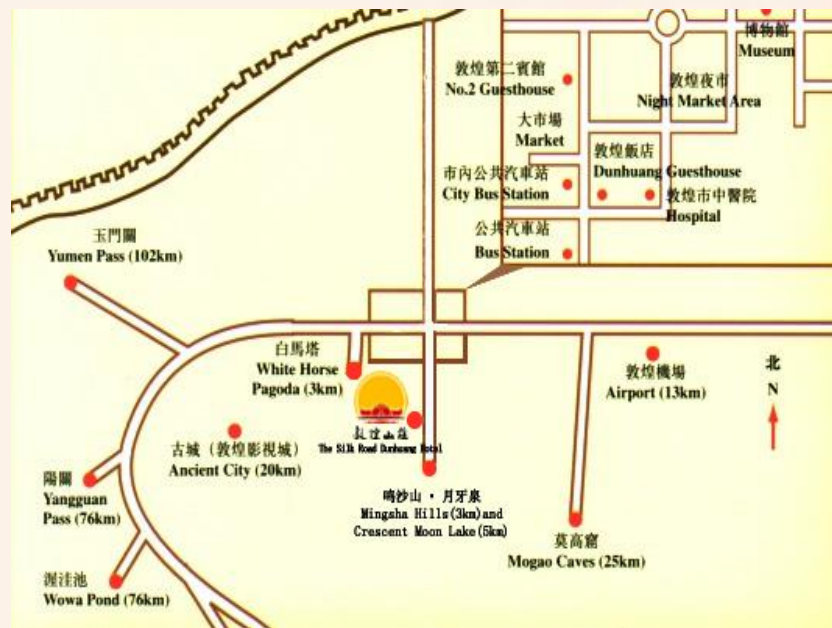 博物館
Museum
敦煌第二賓館
No.2 Guesthouse
敦煌夜市
Night Market Area
大市場
Market
敦煌飯店
Dunhuang Guesthouse
市內公共汽車站
City Bus Station
敦煌市中醫院
Hospital
公共汽車站
Bus Station
玉門關
Yumen Pass (102km)
白馬塔
White Horse
Pagoda (3km)
敦煌機場
Airport (13km)
北
N
敦煌山莊
The Silk Road Dunhuang Hotel
古城（敦煌影視城）
Ancient City (20km)
陽關
Yangguan
Pass (76km)
鸣沙山・月牙泉
Mingsha Hills(3km)and
Crescent Moon Lake(5km)
莫高窟
Mogao Caves (25km)
渥洼池
Wowa Pond (76km)